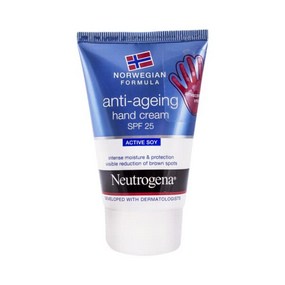 NORWEGIAN
FORMULA
anti-ageing
hand cream
SPF 25
ACTIVE SOY
intense moisture & protection
visible reduction of brown spots
Neutrogena®
DEVELOPED WITH DERMATOLOGISTS